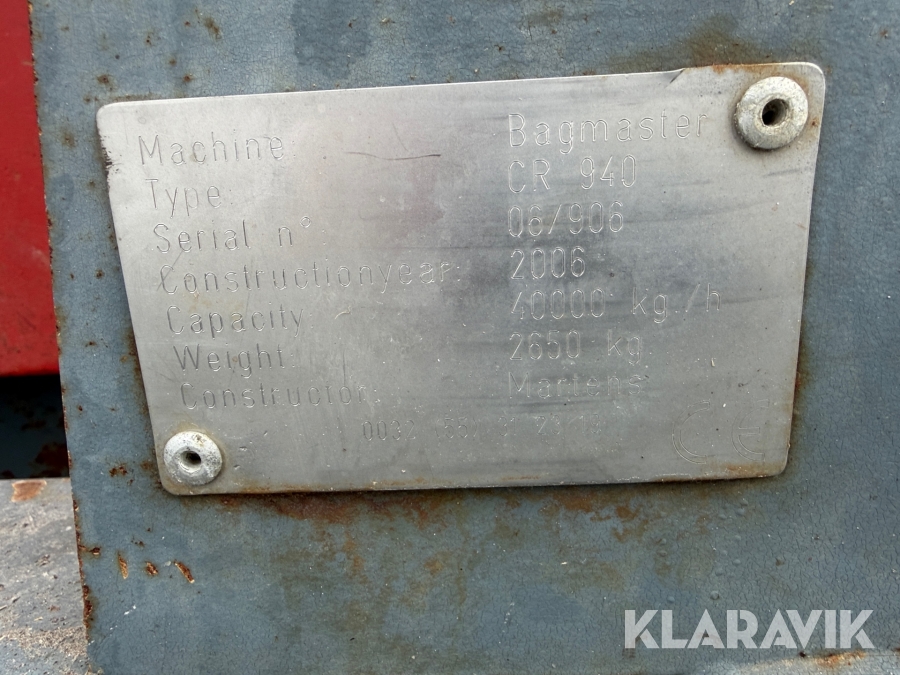 Machine: Bagmaster
Type: CR 940
Serial n° 06/906
Constructionyear: 2006
Capacity: 40000 kg/h
Weight: 2650 kg
Constructor: Martens
CE
KLARAVIK